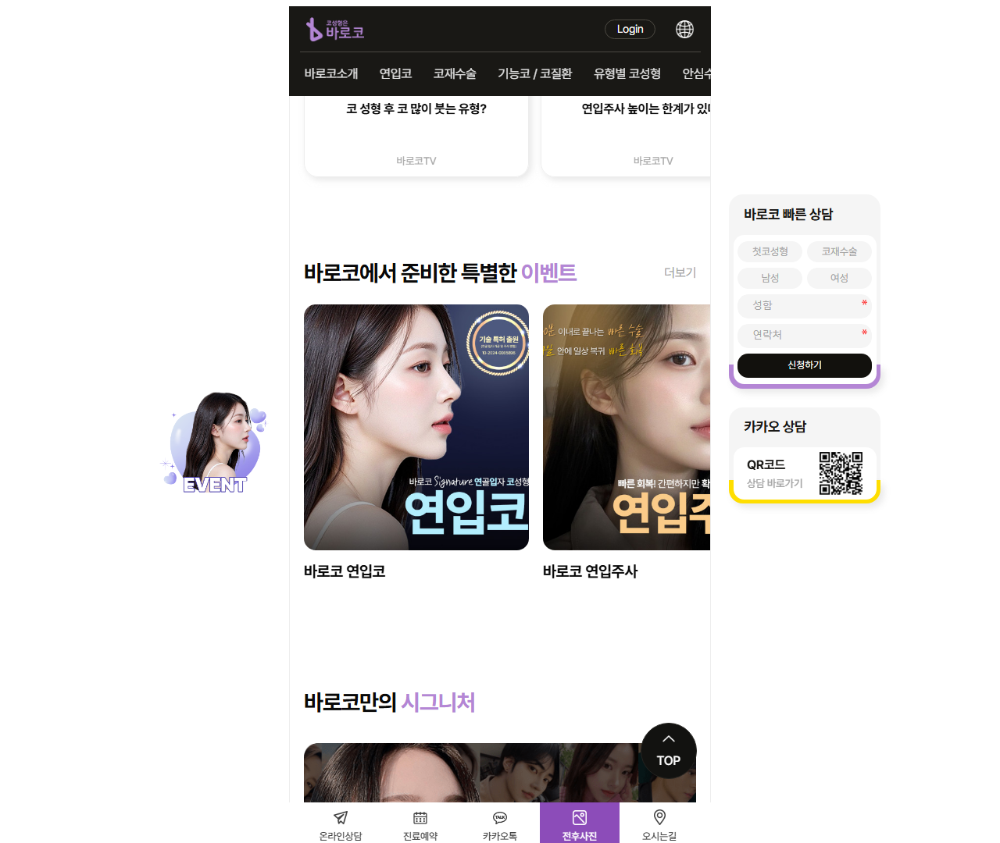 코성형은
바로코
Login
바로코소개 연입코 코재수술 기능코 / 코질환 유형별 코성형 안심수
코 성형 후 코 많이 붓는 유형?
연입주사 높이는 한계가 있다
바로코TV
바로코TV
바로코에서 준비한 특별한 이벤트
더보기
기술 특허 출원
10-2024-0065896
바로코 Signature 연골입자 코성형
연입코
이내로 끝나는 빠른 수술
안에 일상 복귀 빠른 회복
빠른 회복! 간편하지만 확
연입주
바로코 연입코
바로코 연입주사
바로코만의 시그니처
TOP
온라인상담
진료예약
TALK
카카오톡
전후사진
오시는길
EVENT
바로코 빠른 상담
첫코성형 코재수술
남성 여성
성함 *
연락처 *
신청하기
카카오 상담
QR코드
상담 바로가기